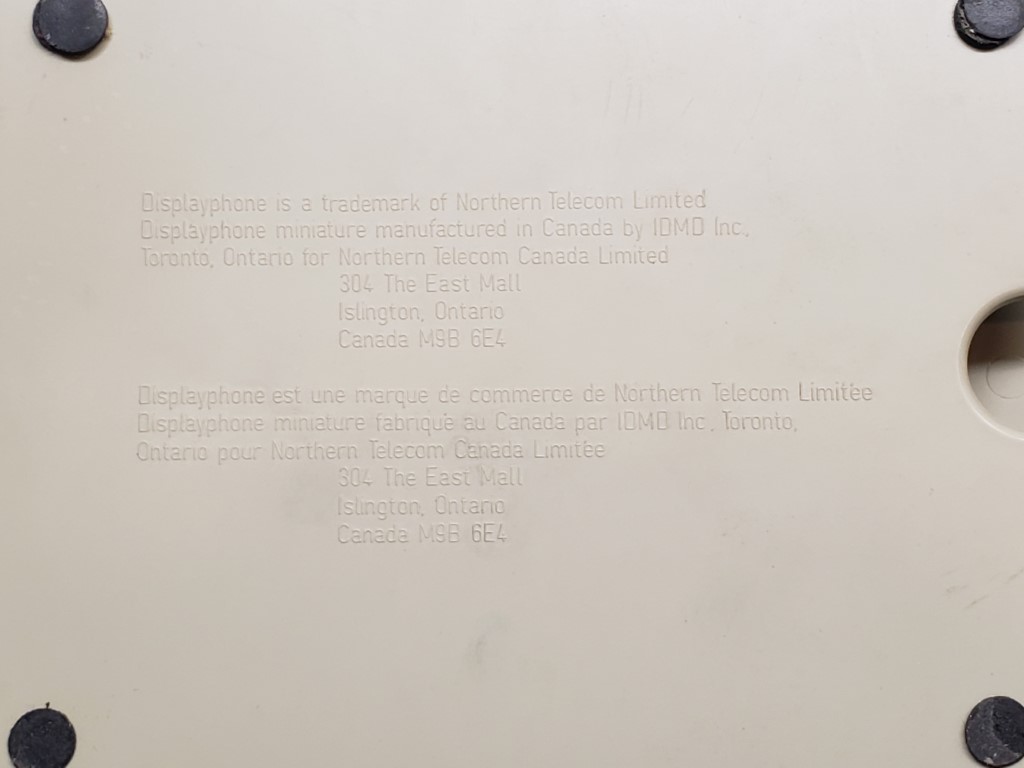 Displayphone is a trademark of Northern Telecom Limited
Displayphone miniature manufactured in Canada by IDMD Inc.,
Toronto, Ontario for Northern Telecom Canada Limited
304 The East Mall
Islington, Ontario
Canada M9B 6E4
Displayphone est une marque de commerce de Northern Telecom Limitée
Displayphone miniature fabriqué au Canada par IDMD Inc., Toronto,
Ontario pour Northern Telecom Canada Limitée
304 The East Mall
Islington, Ontario
Canada M9B 6E4